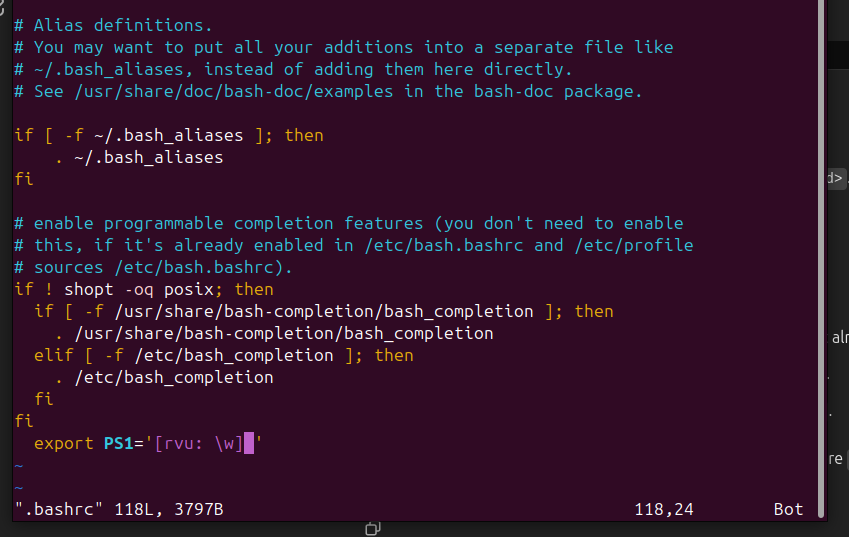 # Alias definitions.
# You may want to put all your additions into a separate file like
# ~/.bash_aliases, instead of adding them here directly.
# See /usr/share/doc/bash-doc/examples in the bash-doc package.
if [ -f ~/.bash_aliases ]; then
    . ~/.bash_aliases
fi
# enable programmable completion features (you don't need to enable
# this, if it's already enabled in /etc/bash.bashrc and /etc/profile
# sources /etc/bash.bashrc).
if ! shopt -oq posix; then
  if [ -f /usr/share/bash-completion/bash_completion ]; then
    . /usr/share/bash-completion/bash_completion
  elif [ -f /etc/bash_completion ]; then
    . /etc/bash_completion
  fi
fi
  export PS1='[rvu: \w] '
~
~
".bashrc" 118L, 3797B 118,24 Bot